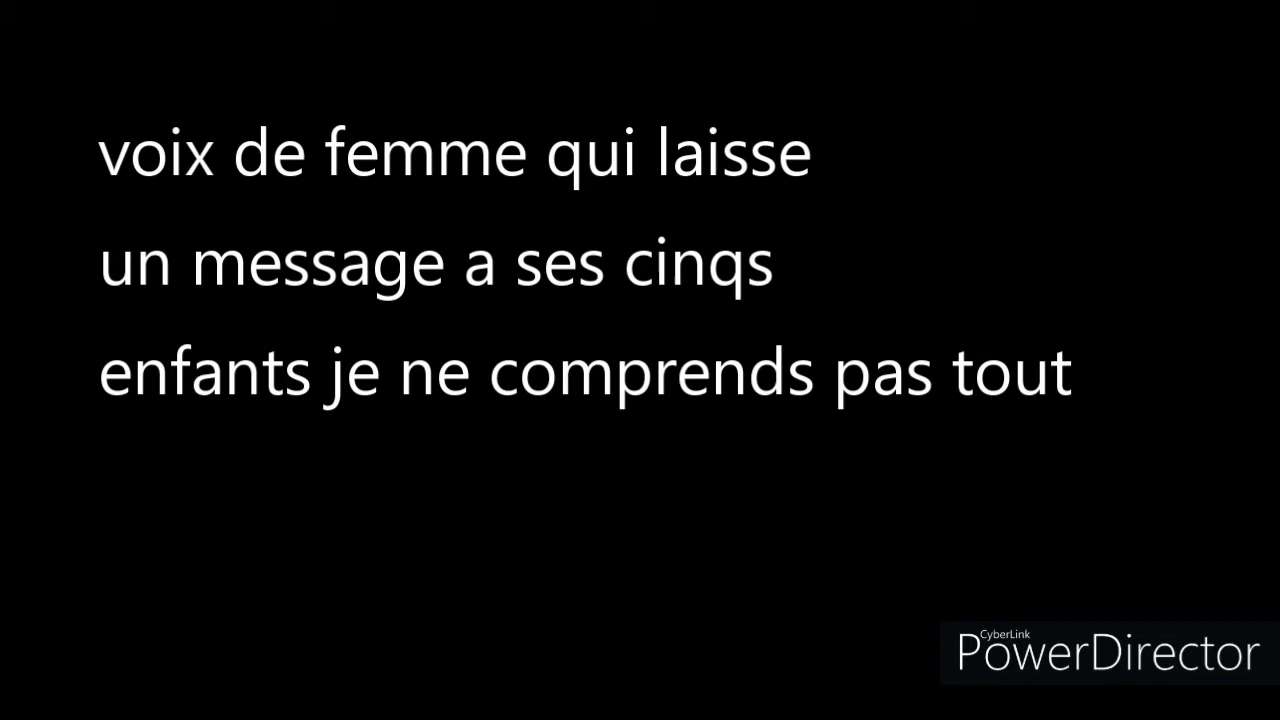 voix de femme qui laisse
un message a ses cinqs
enfants je ne comprends pas tout
CyberLink
PowerDirector